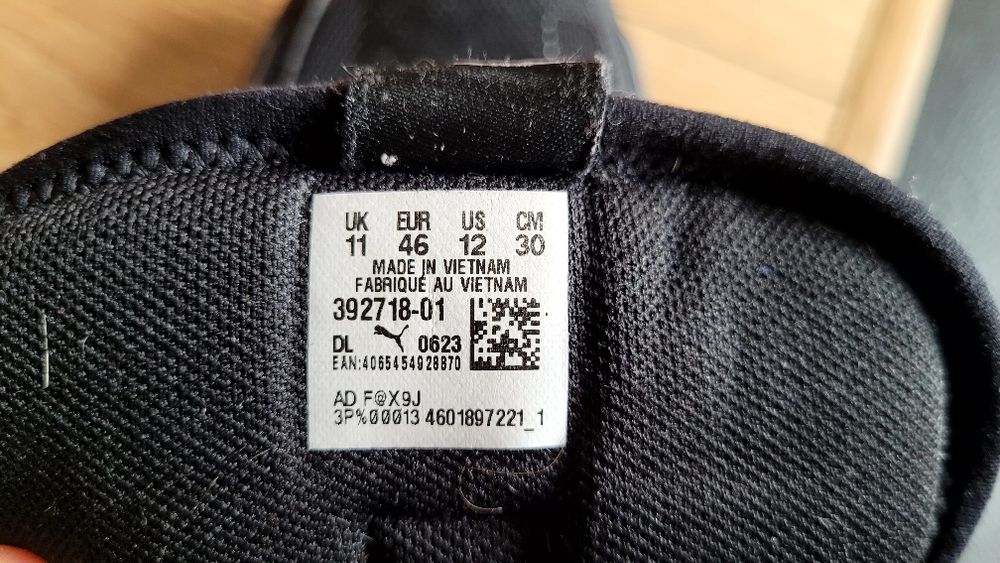 UK EUR US CM
11 46 12 30
MADE IN VIETNAM
FABRIQUÉ AU VIETNAM
392718-01
DL 0623
EAN:4065454928870
AD F@X9J
3P%00013 4601897221_1